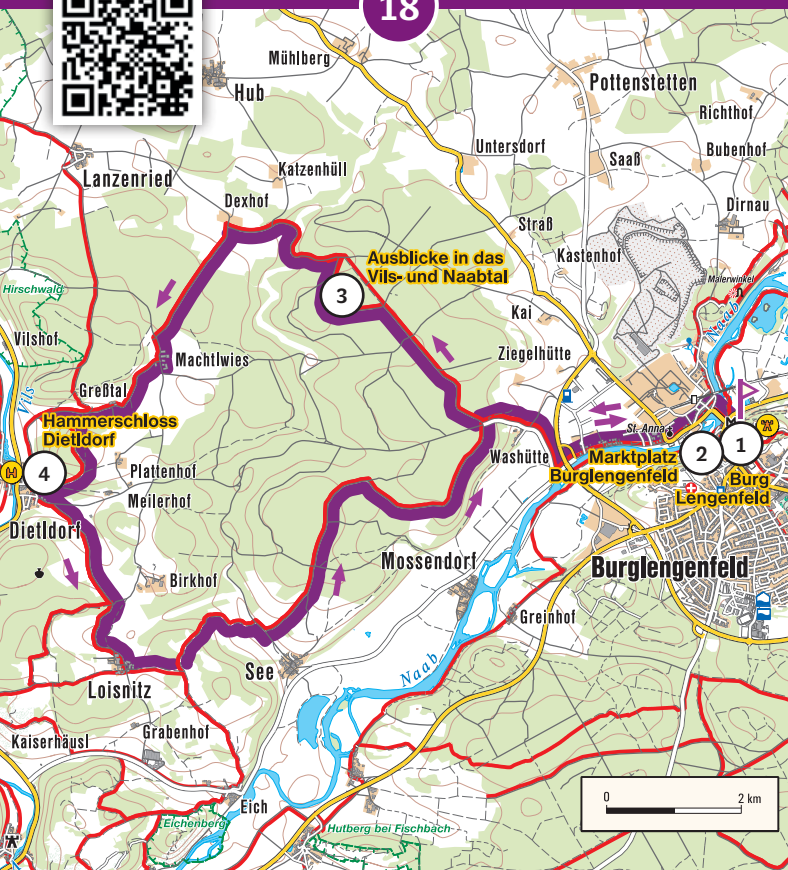 18
Mühlberg
Hub
Pottenstetten
Richthof
Untersdorf
Saaß
Bubenhof
Lanzenried
Katzenhüll
Dexhof
Dirnau
Straß
Kastenhof
Ausblicke in das
Vils- und Naabtal
Malerwinkel
Hirschwald
3
Kai
Naab
Vilshof
Machtlwies
Ziegelhütte
Vils
Greßtal
Hammerschloss
Dietldorf
St. Anna
4
Plattenhof
Washütte
Marktplatz
Burglengenfeld
2
1
Burg
Lengenfeld
Meilerhof
Dietldorf
Mossendorf
Burglengenfeld
Birkhof
Greinhof
See
Naab
Loisnitz
Kaiserhäusl
Grabenhof
Eich
Eichenberg
Hutberg bei Fischbach
0
2 km